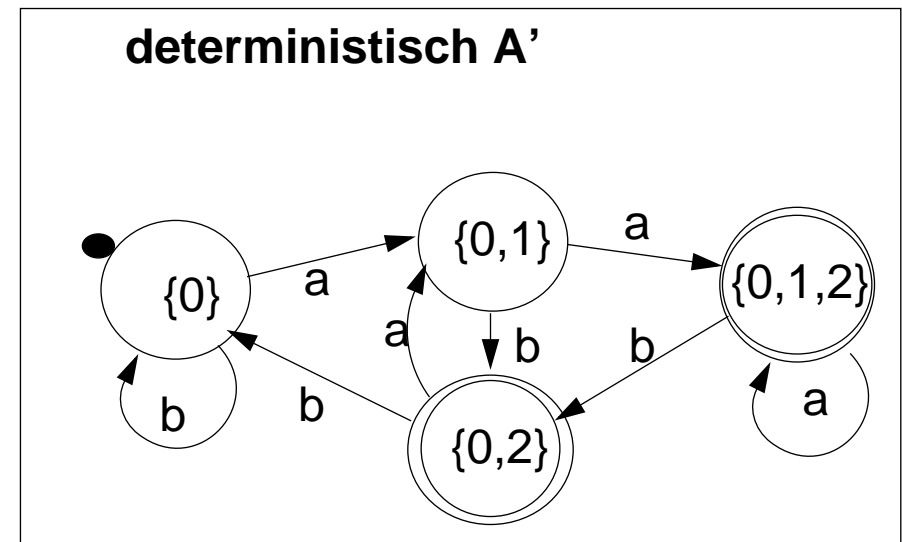 deterministisch A’
{0,1}
a
{0,1,2}
{0}
a
a
b
b
b
b
a
{0,2}